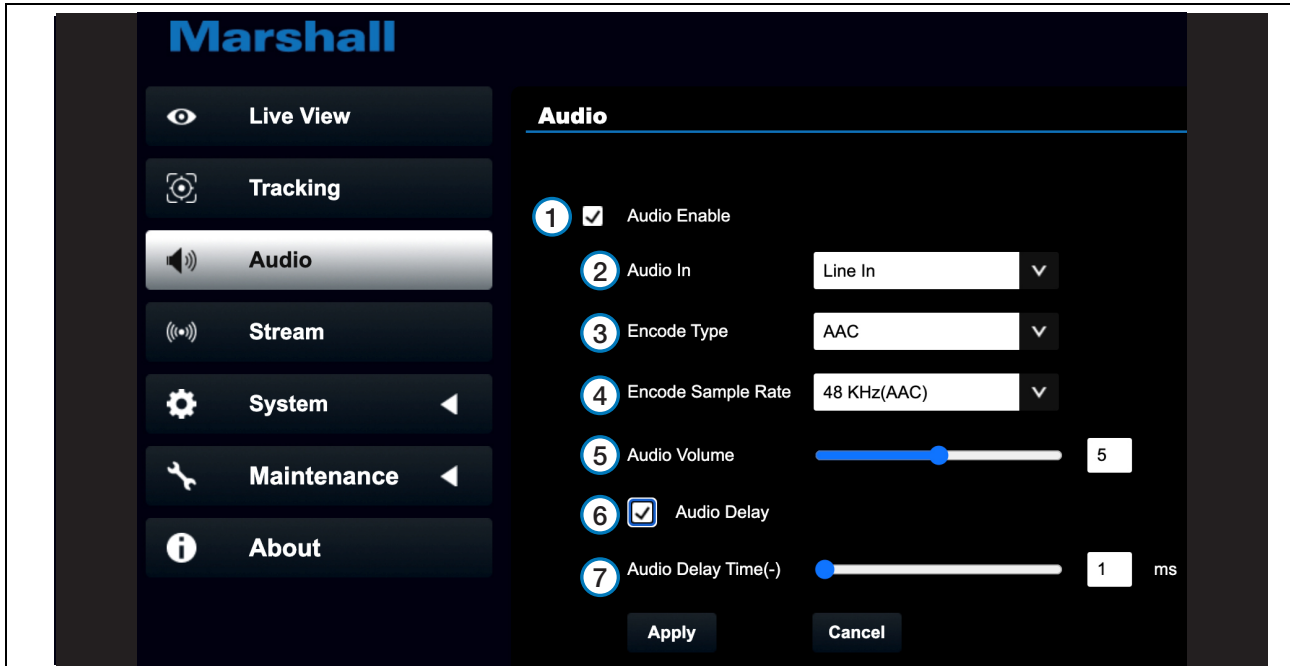 Marshall
Live View
Tracking
Audio
Stream
System
Maintenance
About
Audio
1 Audio Enable
2 Audio In Line In
3 Encode Type AAC
4 Encode Sample Rate 48 KHz(AAC)
5 Audio Volume 5
6 Audio Delay
7 Audio Delay Time(-) 1 ms
Apply Cancel